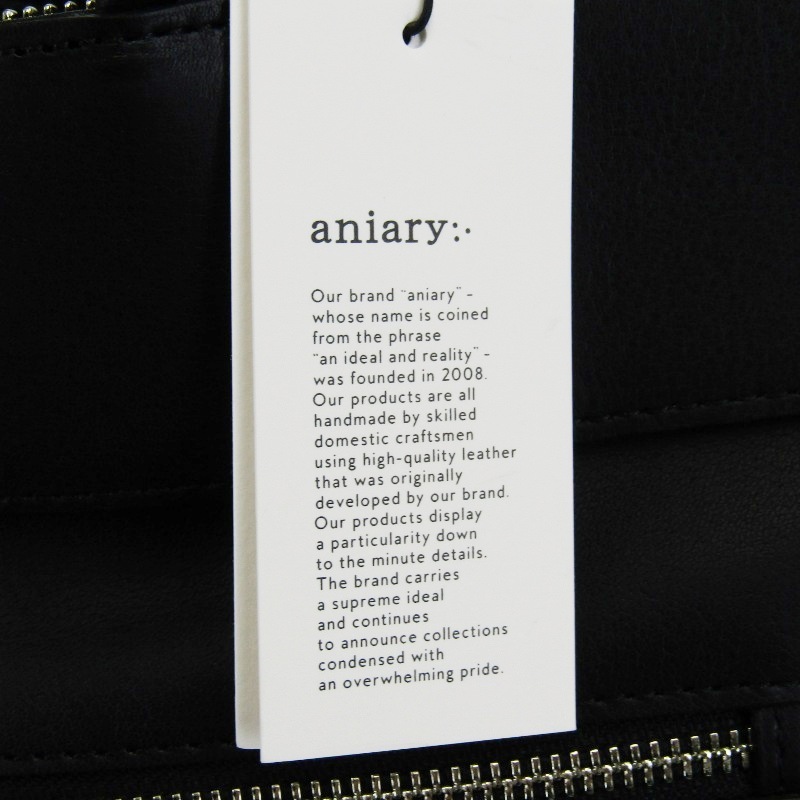 aniary:·
Our brand "aniary" -
whose name is coined
from the phrase
"an ideal and reality" -
was founded in 2008.
Our products are all
handmade by skilled
domestic craftsmen
using high-quality leather
that was originally
developed by our brand.
Our products display
a particularity down
to the minute details.
The brand carries
a supreme ideal
and continues
to announce collections
condensed with
an overwhelming pride.